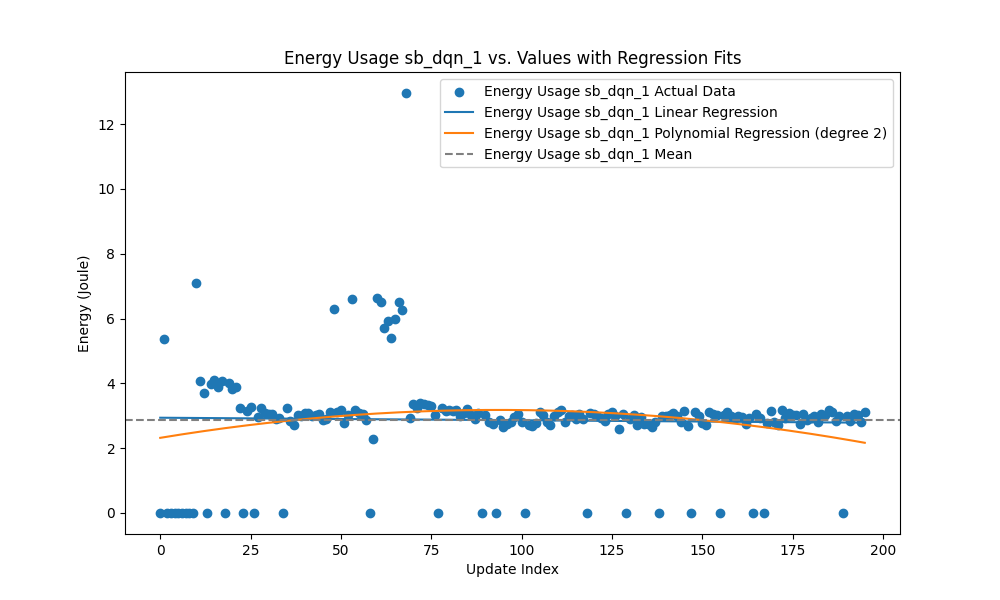 Energy Usage sb_dqn_1 vs. Values with Regression Fits
Energy Usage sb_dqn_1 Actual Data
Energy Usage sb_dqn_1 Linear Regression
Energy Usage sb_dqn_1 Polynomial Regression (degree 2)
Energy Usage sb_dqn_1 Mean
Energy (Joule)
12
10
8
6
4
2
0
0 25 50 75 100 125 150 175 200
Update Index